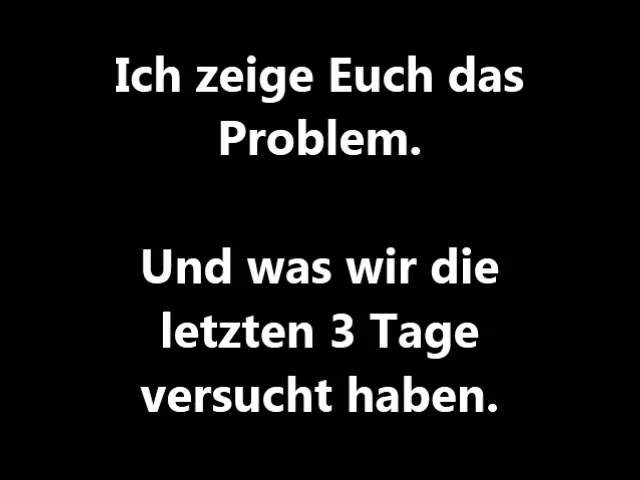 Ich zeige Euch das
Problem.
Und was wir die
letzten 3 Tage
versucht haben.